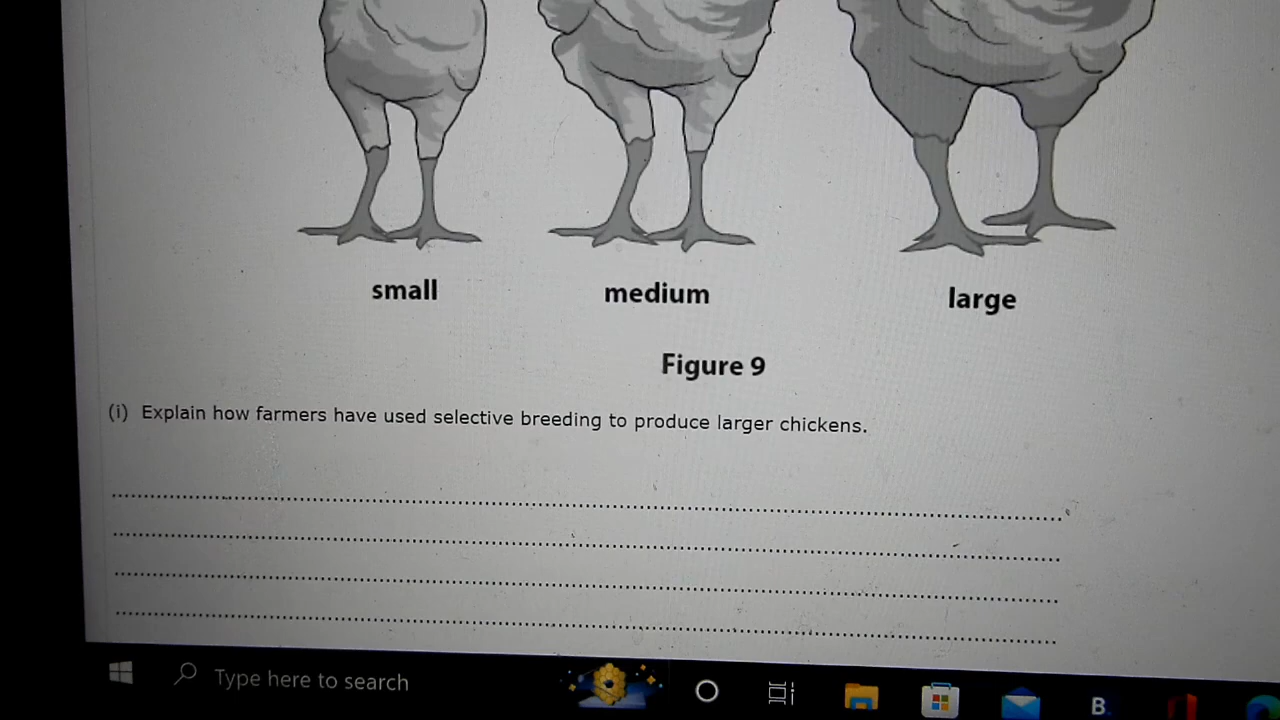 small medium large
Figure 9
(i) Explain how farmers have used selective breeding to produce larger chickens.
Type here to search
B